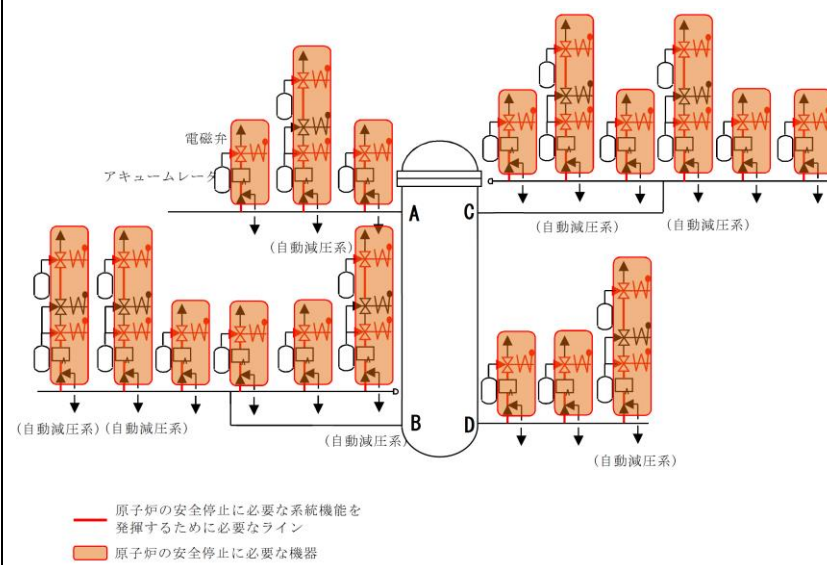 電磁弁
アキュームレータ
(自動減圧系)
(自動減圧系)
(自動減圧系)
A
C
B
D
(自動減圧系)
(自動減圧系)
(自動減圧系)
(自動減圧系)
原子炉の安全停止に必要な系統機能を
発揮するために必要なライン
原子炉の安全停止に必要な機器